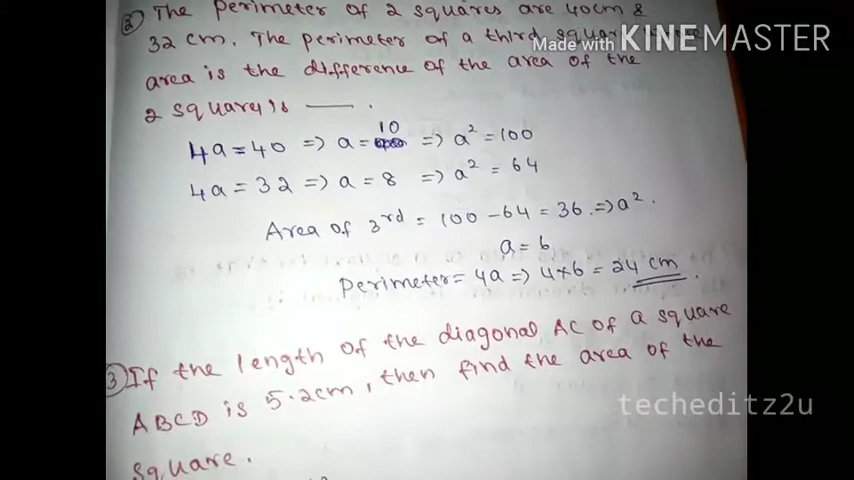 ② The perimeter of 2 squares are 40cm &
32 cm. The perimeter of a third
area is the difference of the area of the
2 square is ___ .
Made with KINEMASTER
4a = 40 => a = 10 => a² = 100
4a = 32 => a = 8 => a² = 64
Area of 3rd = 100 - 64 = 36 => a².
a = 6
Perimeter = 4a => 4×6 = 24 cm.
③ If the length of the diagonal AC of a square
ABCD is 5.2cm, then find the area of the
square.
techeditz2u